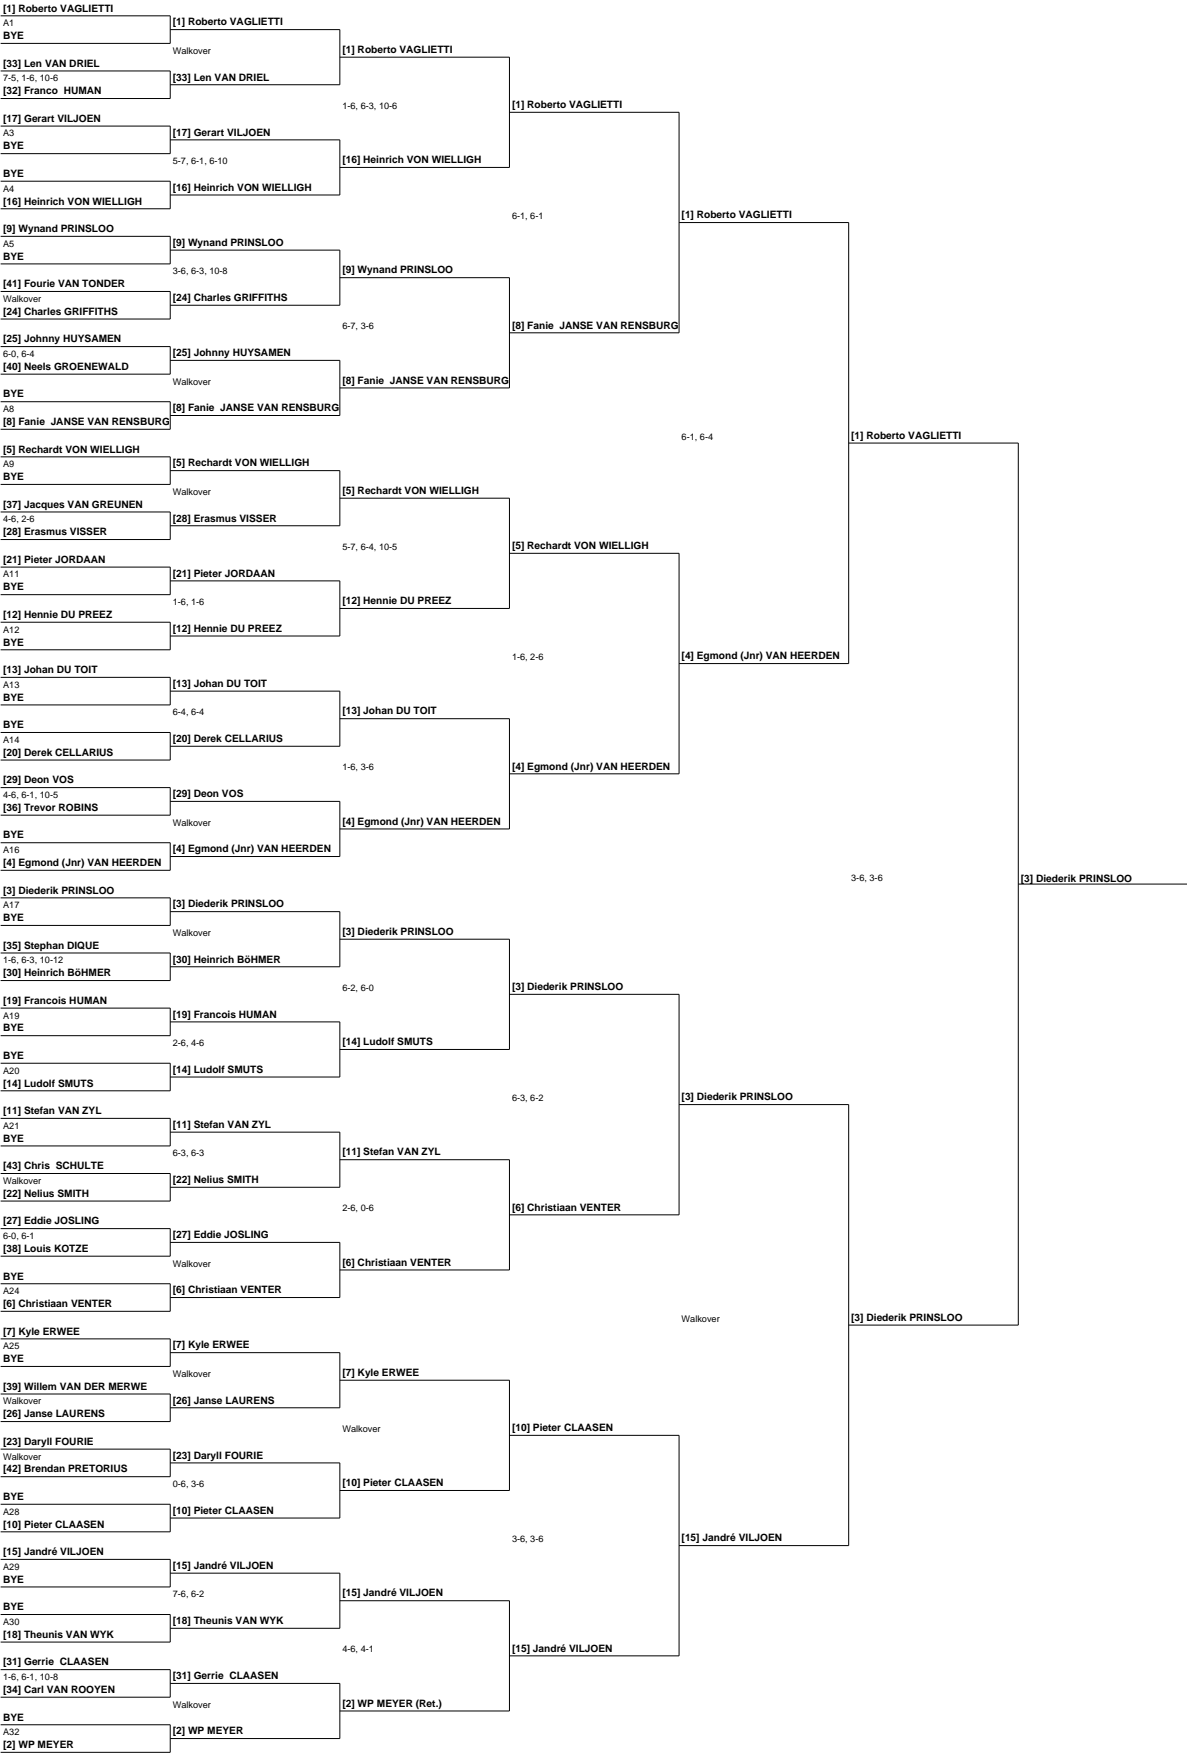 [1] Roberto VAGLIETTI
A1
BYE
[33] Len VAN DRIEL
7-5, 1-6, 10-6
[32] Franco HUMAN
[17] Gerart VILJOEN
A3
BYE
BYE
A4
[16] Heinrich VON WIELLIGH
[9] Wynand PRINSLOO
A5
BYE
[41] Fourie VAN TONDER
Walkover
[24] Charles GRIFFITHS
[25] Johnny HUYSAMEN
6-0, 6-4
[40] Neels GROENEWALD
BYE
A8
[8] Fanie JANSE VAN RENSBURG
[5] Rechardt VON WIELLIGH
A9
BYE
[37] Jacques VAN GREUNEN
4-6, 2-6
[28] Erasmus VISSER
[21] Pieter JORDAAN
A11
BYE
[12] Hennie DU PREEZ
A12
BYE
[13] Johan DU TOIT
A13
BYE
BYE
A14
[20] Derek CELLARIUS
[29] Deon VOS
4-6, 6-1, 10-5
[36] Trevor ROBINS
BYE
A16
[4] Egmond (Jnr) VAN HEERDEN
[3] Diederik PRINSLOO
A17
BYE
[35] Stephan DIQUE
1-6, 6-3, 10-12
[30] Heinrich BöHMER
[19] Francois HUMAN
A19
BYE
BYE
A20
[14] Ludolf SMUTS
[11] Stefan VAN ZYL
A21
BYE
[43] Chris SCHULTE
Walkover
[22] Nelius SMITH
[27] Eddie JOSLING
6-0, 6-1
[38] Louis KOTZE
BYE
A24
[6] Christiaan VENTER
[7] Kyle ERWEE
A25
BYE
[39] Willem VAN DER MERWE
Walkover
[26] Janse LAURENS
[23] Daryll FOURIE
Walkover
[42] Brendan PRETORIUS
BYE
A28
[10] Pieter CLAASEN
[15] Jandré VILJOEN
A29
BYE
BYE
A30
[18] Theunis VAN WYK
[31] Gerrie CLAASEN
1-6, 6-1, 10-8
[34] Carl VAN ROOYEN
BYE
A32
[2] WP MEYER
[1] Roberto VAGLIETTI
Walkover
[33] Len VAN DRIEL
[17] Gerart VILJOEN
5-7, 6-1, 6-10
[16] Heinrich VON WIELLIGH
[9] Wynand PRINSLOO
3-6, 6-3, 10-8
[24] Charles GRIFFITHS
[25] Johnny HUYSAMEN
Walkover
[8] Fanie JANSE VAN RENSBURG
[5] Rechardt VON WIELLIGH
Walkover
[28] Erasmus VISSER
[21] Pieter JORDAAN
1-6, 1-6
[12] Hennie DU PREEZ
[13] Johan DU TOIT
6-4, 6-4
[20] Derek CELLARIUS
[29] Deon VOS
Walkover
[4] Egmond (Jnr) VAN HEERDEN
[3] Diederik PRINSLOO
Walkover
[30] Heinrich BöHMER
[19] Francois HUMAN
2-6, 4-6
[14] Ludolf SMUTS
[11] Stefan VAN ZYL
6-3, 6-3
[22] Nelius SMITH
[27] Eddie JOSLING
Walkover
[6] Christiaan VENTER
[7] Kyle ERWEE
Walkover
[26] Janse LAURENS
[23] Daryll FOURIE
0-6, 3-6
[10] Pieter CLAASEN
[15] Jandré VILJOEN
7-6, 6-2
[18] Theunis VAN WYK
[31] Gerrie CLAASEN
Walkover
[2] WP MEYER
[1] Roberto VAGLIETTI
1-6, 6-3, 10-6
[16] Heinrich VON WIELLIGH
[9] Wynand PRINSLOO
6-7, 3-6
[8] Fanie JANSE VAN RENSBURG
[5] Rechardt VON WIELLIGH
5-7, 6-4, 10-5
[12] Hennie DU PREEZ
[13] Johan DU TOIT
1-6, 3-6
[4] Egmond (Jnr) VAN HEERDEN
[3] Diederik PRINSLOO
6-2, 6-0
[14] Ludolf SMUTS
[11] Stefan VAN ZYL
2-6, 0-6
[6] Christiaan VENTER
[7] Kyle ERWEE
Walkover
[10] Pieter CLAASEN
[15] Jandré VILJOEN
4-6, 4-1
[2] WP MEYER (Ret.)
[1] Roberto VAGLIETTI
6-1, 6-1
[8] Fanie JANSE VAN RENSBURG
[5] Rechardt VON WIELLIGH
1-6, 2-6
[4] Egmond (Jnr) VAN HEERDEN
[3] Diederik PRINSLOO
6-3, 6-2
[6] Christiaan VENTER
[10] Pieter CLAASEN
3-6, 3-6
[15] Jandré VILJOEN
[1] Roberto VAGLIETTI
6-1, 6-4
[4] Egmond (Jnr) VAN HEERDEN
[3] Diederik PRINSLOO
Walkover
[15] Jandré VILJOEN
[1] Roberto VAGLIETTI
3-6, 3-6
[3] Diederik PRINSLOO
[3] Diederik PRINSLOO